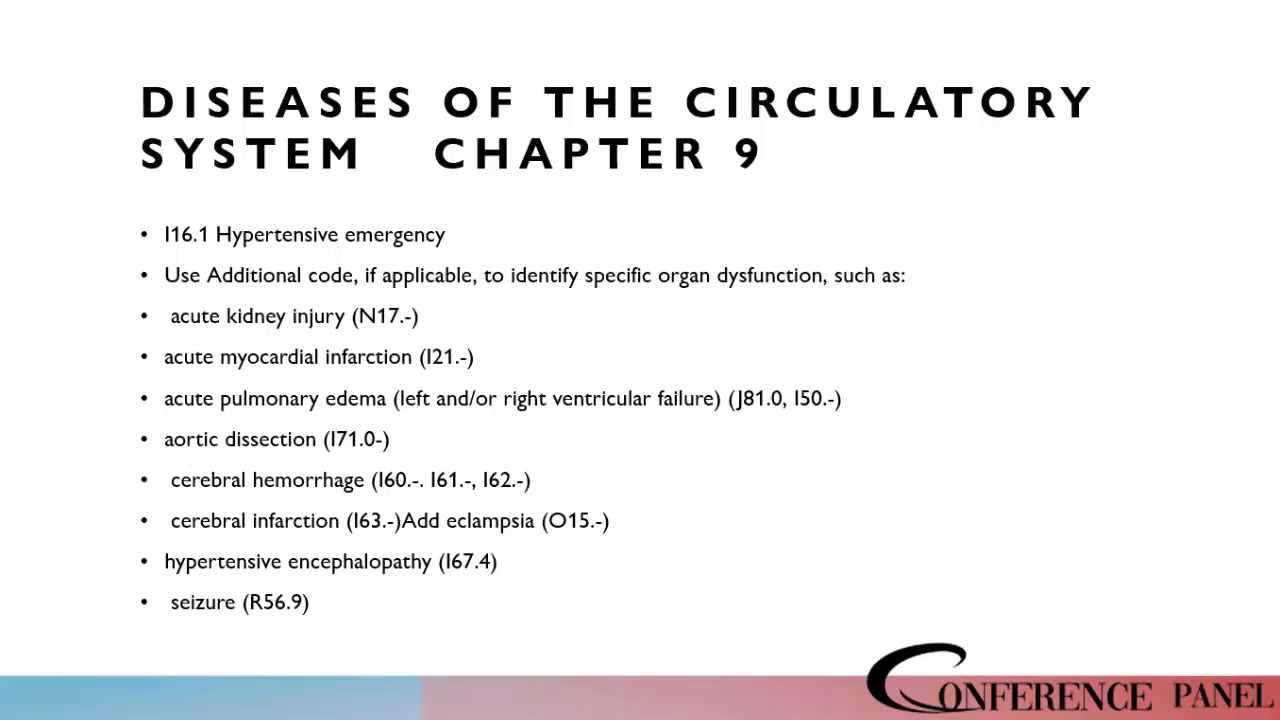 DISEASES OF THE CIRCULATORY
SYSTEM CHAPTER 9
• I16.1 Hypertensive emergency
• Use Additional code, if applicable, to identify specific organ dysfunction, such as:
• acute kidney injury (N17.-)
• acute myocardial infarction (I21.-)
• acute pulmonary edema (left and/or right ventricular failure) (J81.0, I50.-)
• aortic dissection (I71.0-)
• cerebral hemorrhage (I60.-. I61.-, I62.-)
• cerebral infarction (I63.-)Add eclampsia (O15.-)
• hypertensive encephalopathy (I67.4)
• seizure (R56.9)
CONFERENCE PANEL